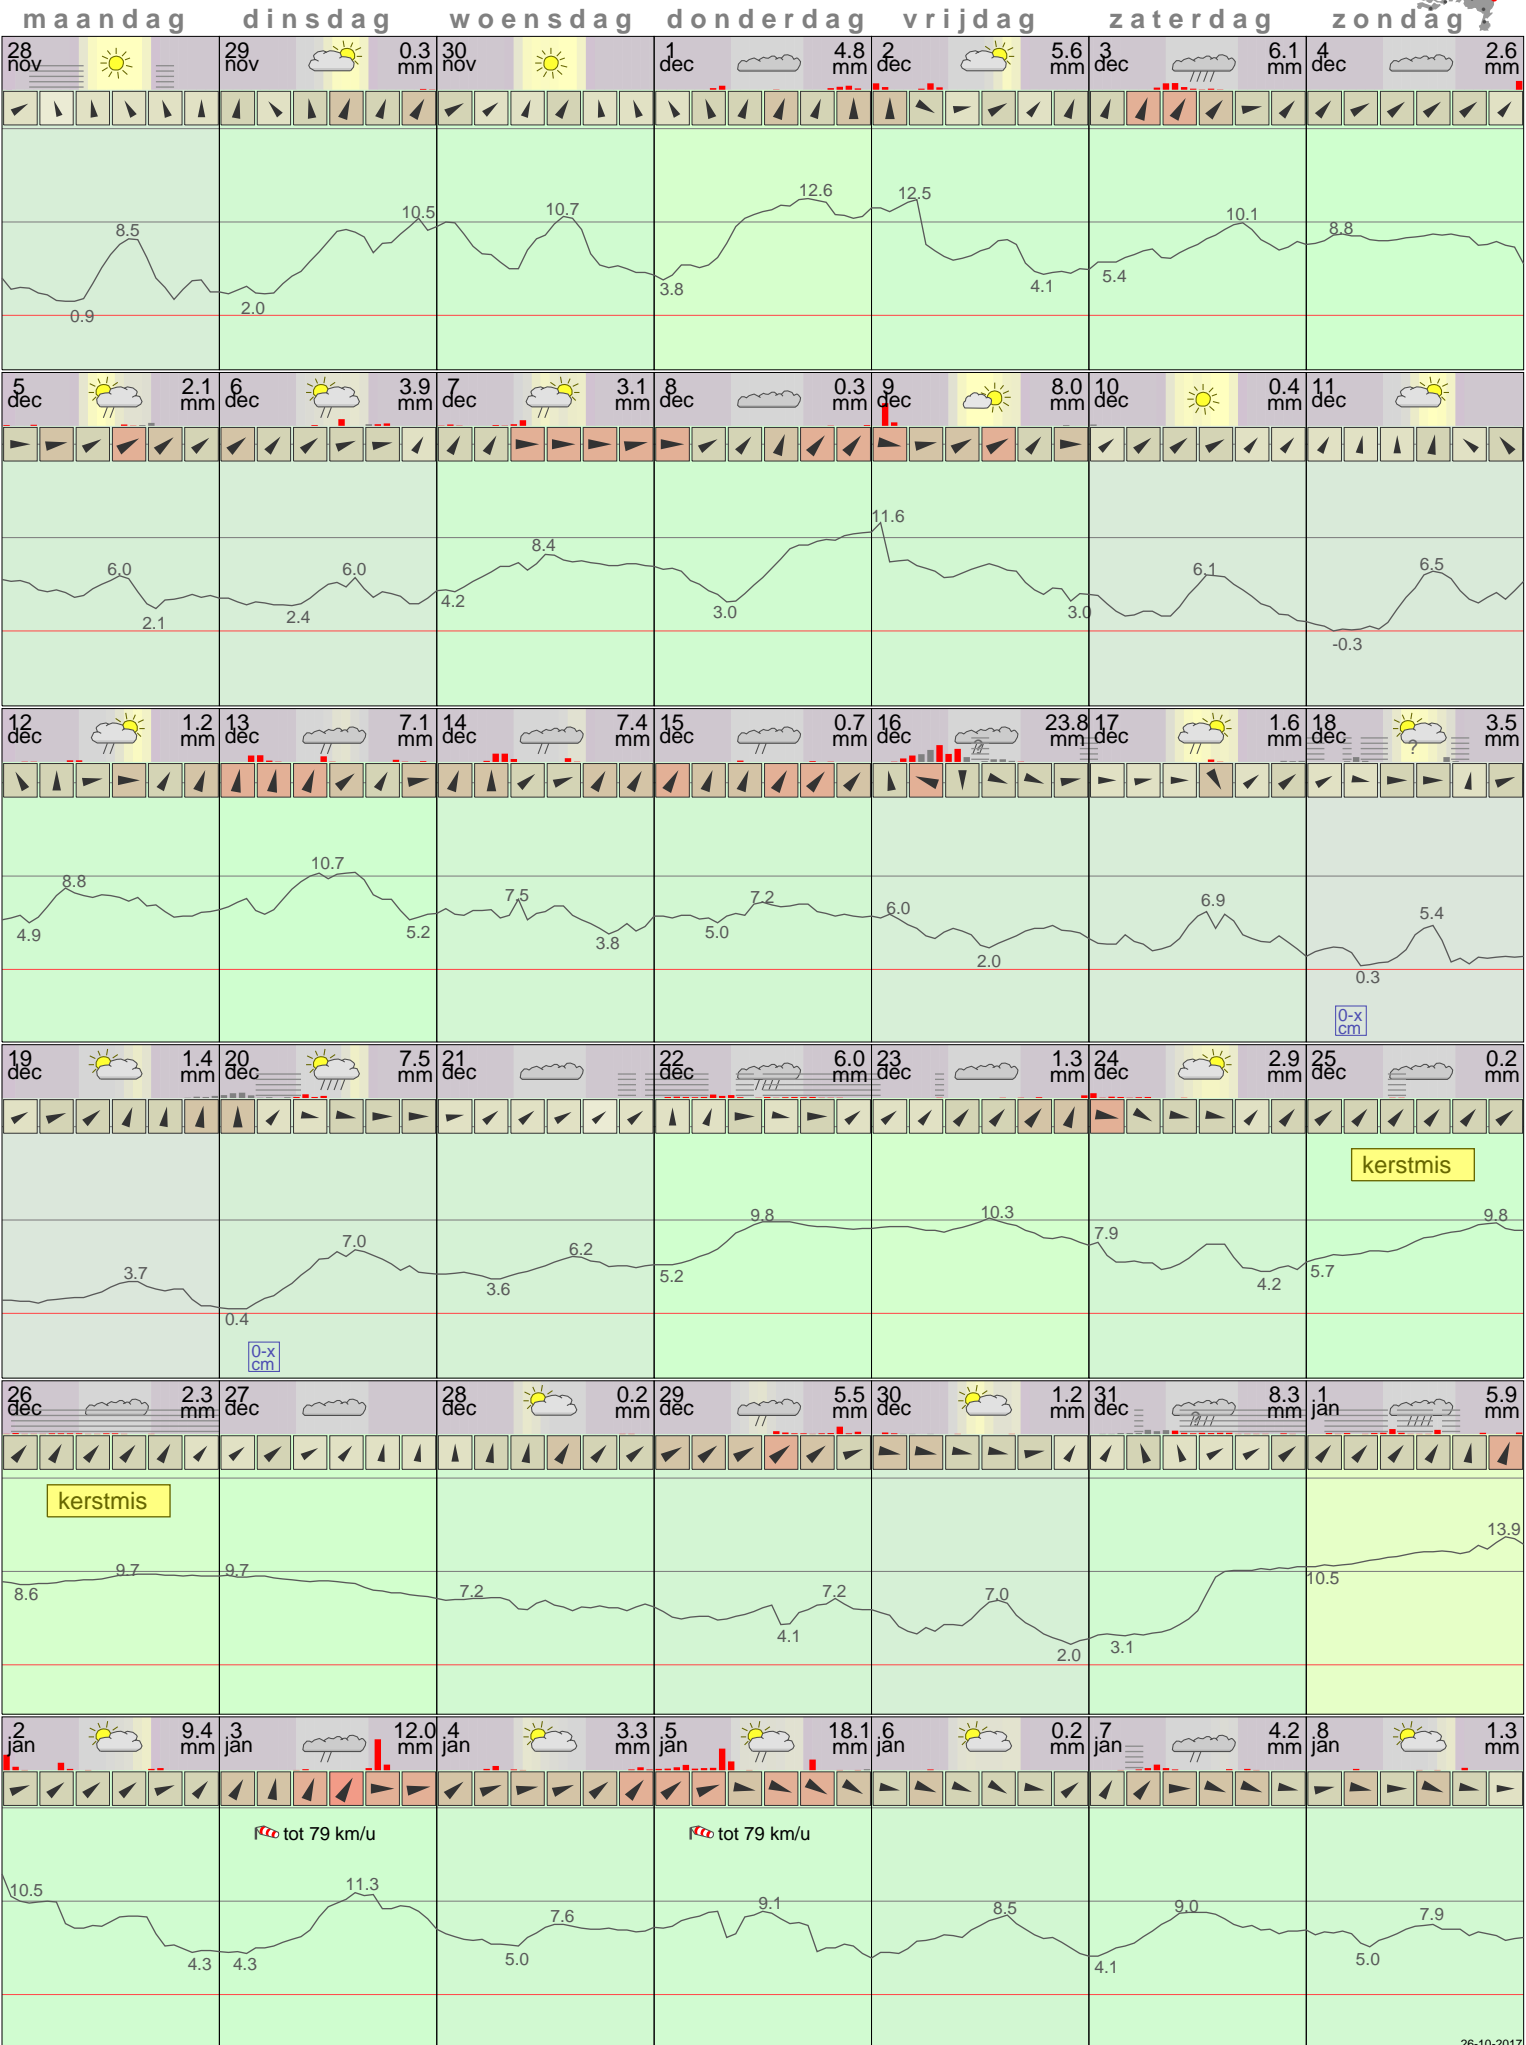 maandag dinsdag woensdag donderdag vrijdag zaterdag zondag
28 nov
29 nov 0.3 mm
30 nov
1 dec 4.8 mm
2 dec 5.6 mm
3 dec 6.1 mm
4 dec 2.6 mm
8.5 0.9
2.0 10.5
10.7
3.8 12.6
12.5 4.1
5.4 10.1
8.8
5 dec 2.1 mm
6 dec 3.9 mm
7 dec 3.1 mm
8 dec 0.3 mm
9 dec 8.0 mm
10 dec 0.4 mm
11 dec
6.0 2.1
2.4 6.0
4.2 8.4
3.0
11.6 3.0
6.1
-0.3 6.5
12 dec 1.2 mm
13 dec 7.1 mm
14 dec 7.4 mm
15 dec 0.7 mm
16 dec ? 23.8 mm
17 dec 1.6 mm
18 dec ? 3.5 mm
4.9 8.8
10.7 5.2
7.5 3.8
5.0 7.2
6.0 2.0
6.9
0.3 5.4
0-x
cm
19 dec 1.4 mm
20 dec 7.5 mm
21 dec
22 dec 6.0 mm
23 dec 1.3 mm
24 dec 2.9 mm
25 dec 0.2 mm
kerstmis
3.7
0.4 7.0
3.6 6.2
5.2 9.8
10.3
7.9 4.2
5.7 9.8
0-x
cm
26 dec 2.3 mm
27 dec
28 dec 0.2 mm
29 dec 5.5 mm
30 dec 1.2 mm
31 dec ? 8.3 mm
1 jan 5.9 mm
kerstmis
8.6 9.7
9.7
7.2
4.1 7.2
7.0 2.0
3.1
10.5 13.9
2 jan 9.4 mm
3 jan 12.0 mm
4 jan 3.3 mm
5 jan 18.1 mm
6 jan 0.2 mm
7 jan 4.2 mm
8 jan 1.3 mm
tot 79 km/u
tot 79 km/u
10.5 4.3
4.3 11.3
5.0 7.6
9.1
8.5
4.1 9.0
5.0 7.9
26-10-2017